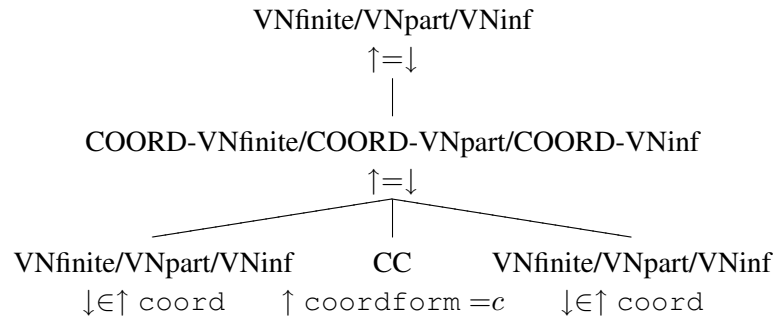 VNfinite/VNpart/VNinf
↑=↓
COORD-VNfinite/COORD-VNpart/COORD-VNinf
↑=↓
VNfinite/VNpart/VNinf CC VNfinite/VNpart/VNinf
↓∈↑ coord ↑ coordform =c ↓∈↑ coord